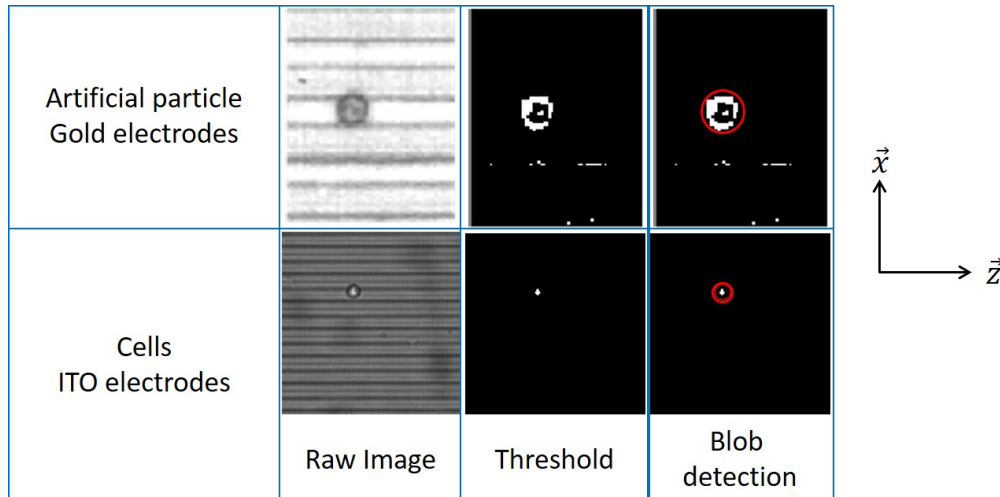 Artificial particle
Gold electrodes
x⃗
z⃗
Cells
ITO electrodes
Raw Image
Threshold
Blob
detection